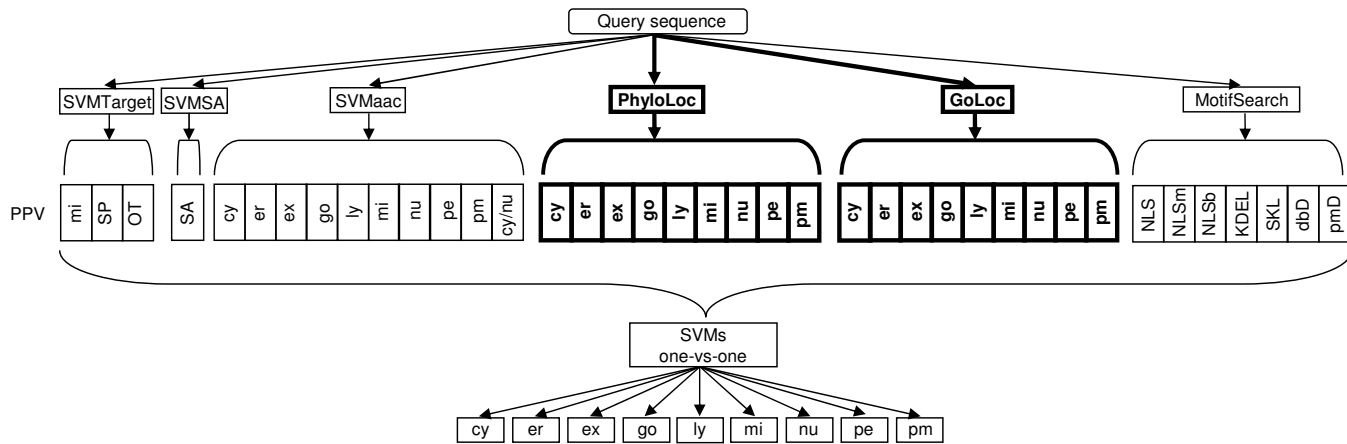 Query sequence
SVMTarget SVMSA SVMaac PhyloLoc GoLoc MotifSearch
PPV mi SP OT SA cy er ex go ly mi nu pe pm cy/nu cy er ex go ly mi nu pe pm cy er ex go ly mi nu pe pm NLS NLSm NLSb KDEL SKL dbD pmD
SVMs
one-vs-one
cy er ex go ly mi nu pe pm